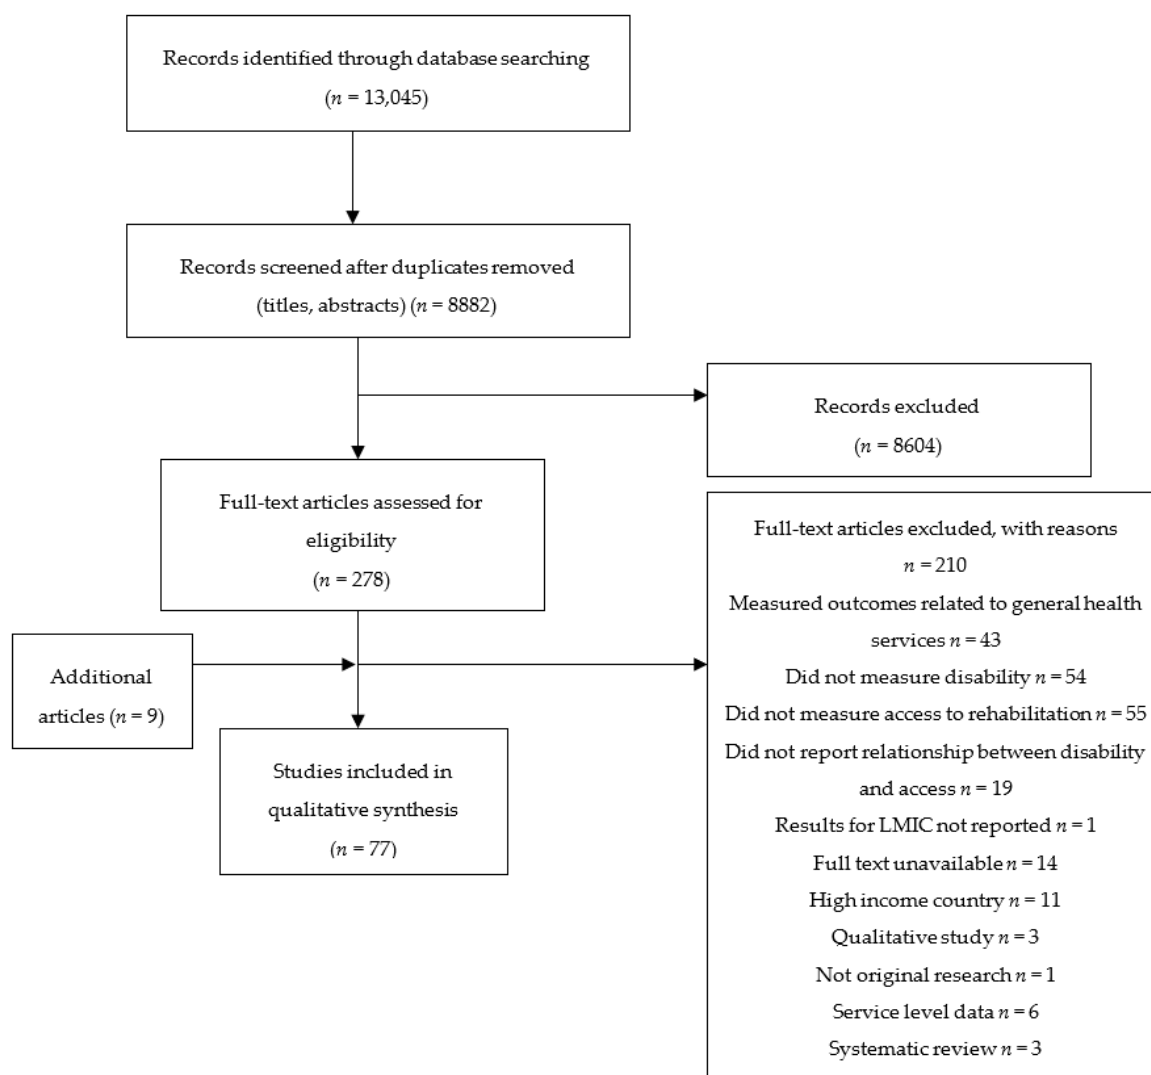 Records identified through database searching
(n = 13,045)
Records screened after duplicates removed
(titles, abstracts) (n = 8882)
Records excluded
(n = 8604)
Full-text articles assessed for
eligibility
(n = 278)
Additional
articles (n = 9)
Studies included in
qualitative synthesis
(n = 77)
Full-text articles excluded, with reasons
n = 210
Measured outcomes related to general health
services n = 43
Did not measure disability n = 54
Did not measure access to rehabilitation n = 55
Did not report relationship between disability
and access n = 19
Results for LMIC not reported n = 1
Full text unavailable n = 14
High income country n = 11
Qualitative study n = 3
Not original research n = 1
Service level data n = 6
Systematic review n = 3